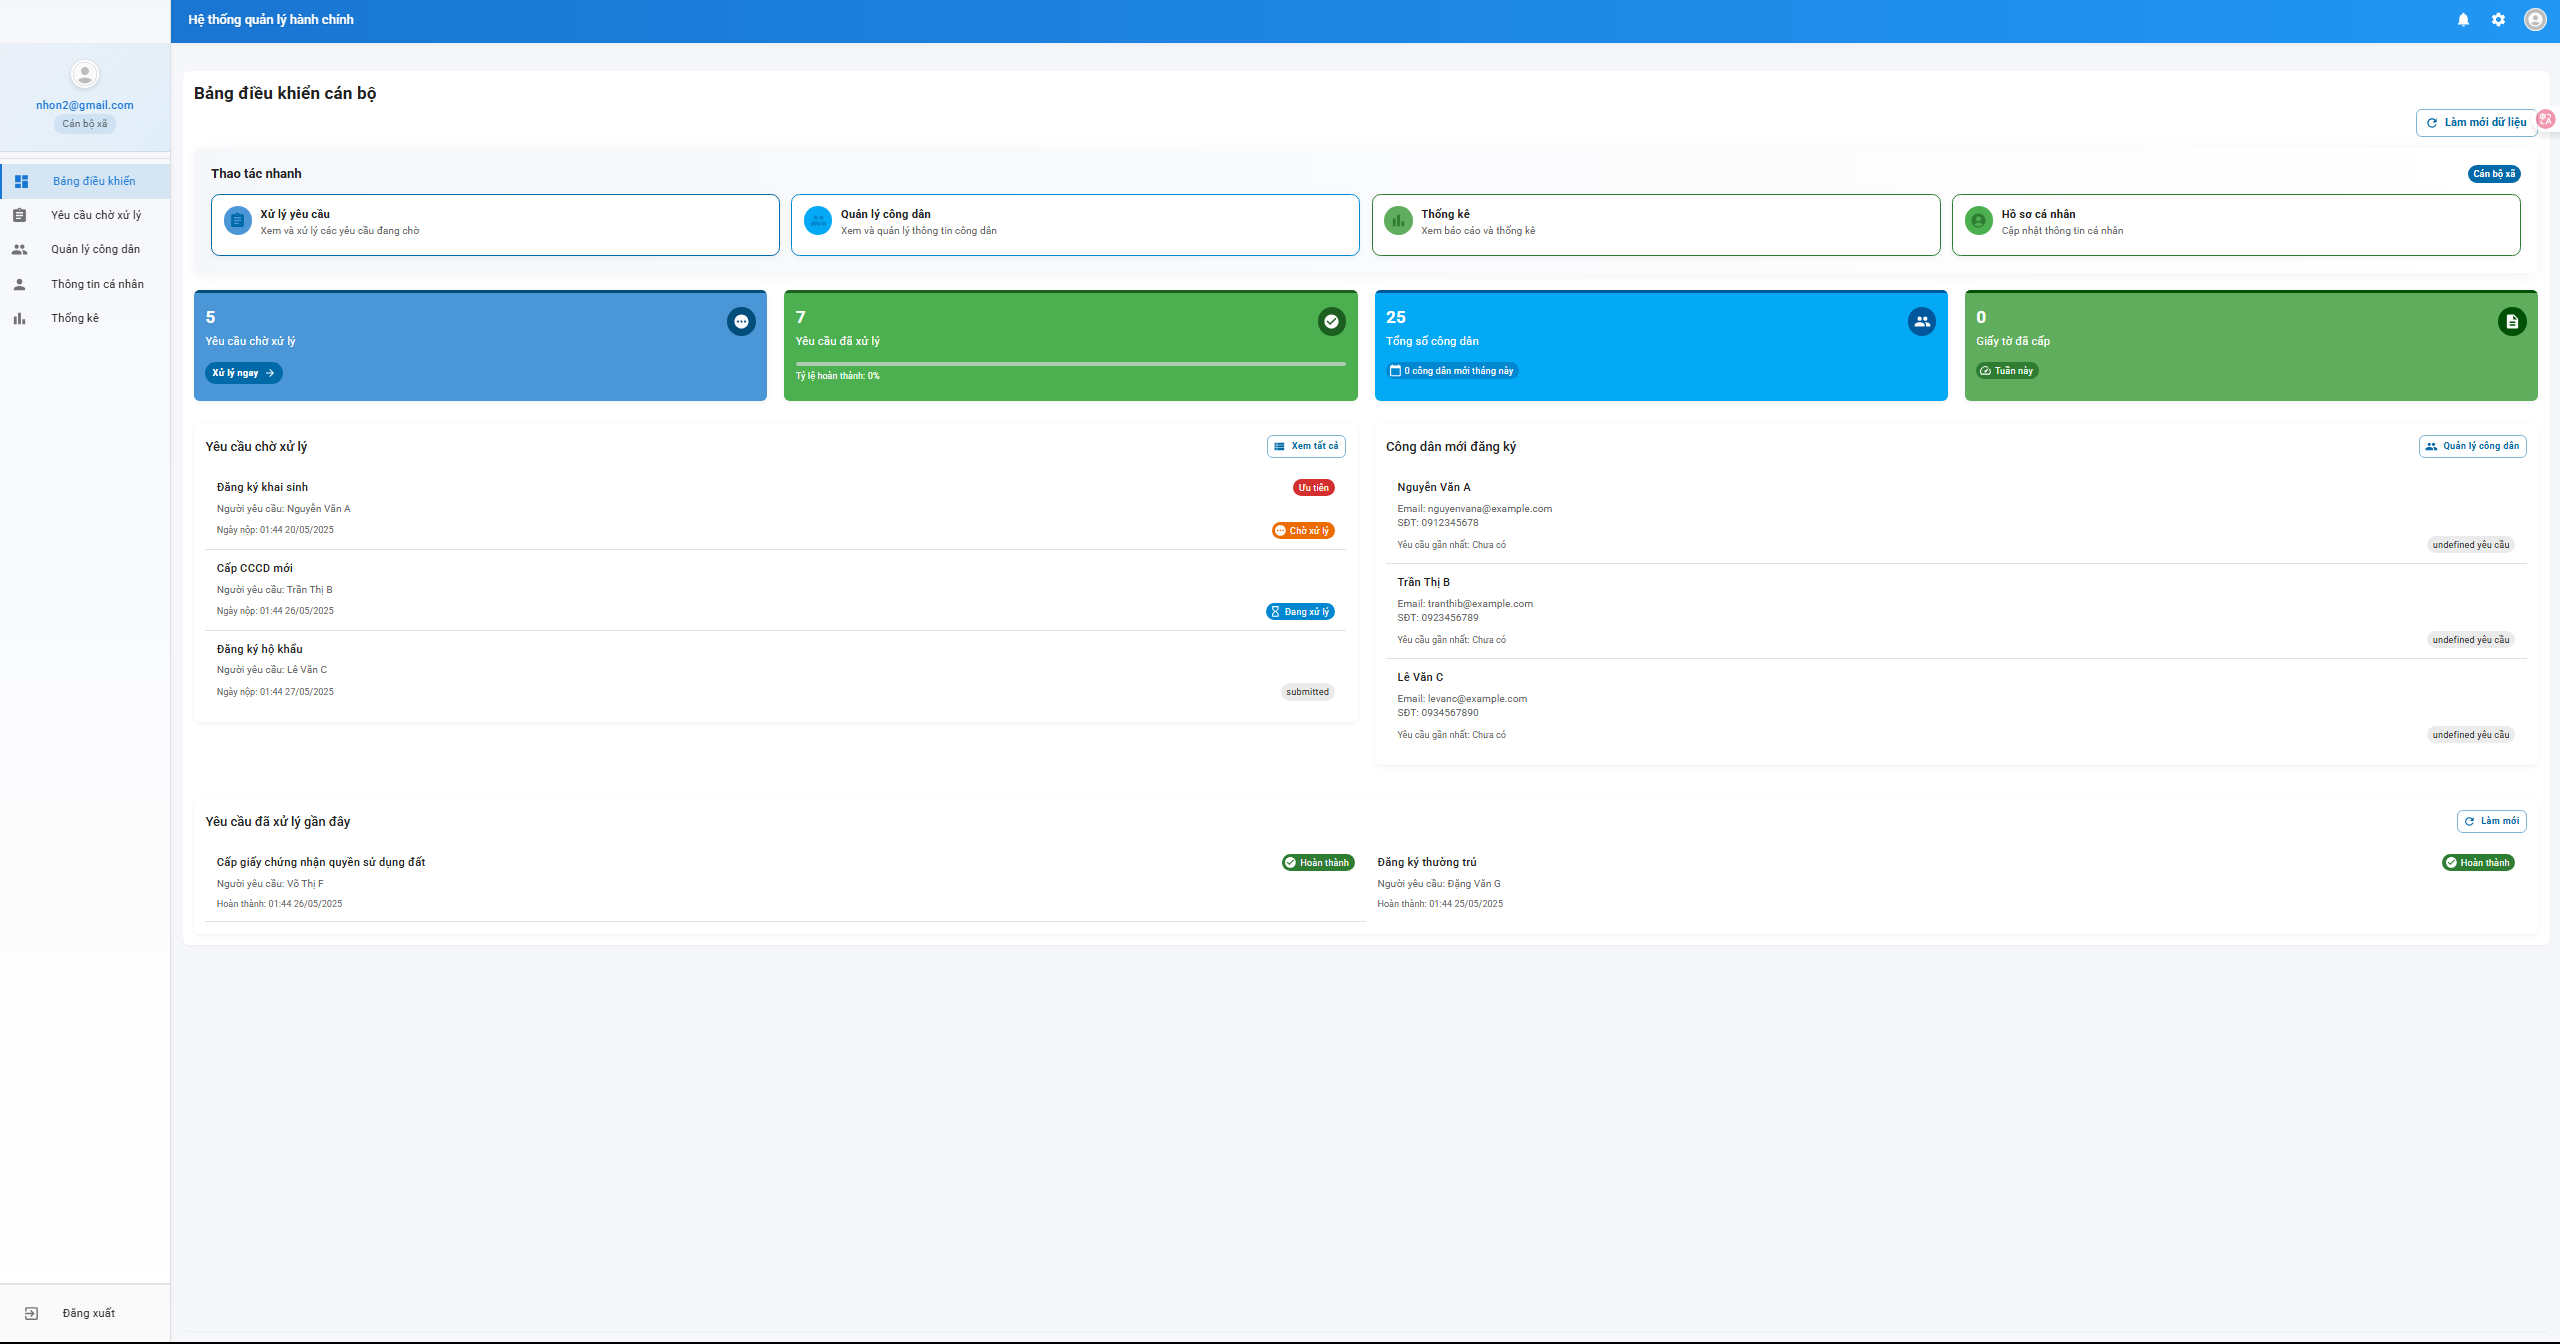 Hệ thống quản lý hành chính
nhon2@gmail.com
Cán bộ xã
Bảng điều khiển
Yêu cầu chờ xử lý
Quản lý công dân
Thông tin cá nhân
Thống kê
Đăng xuất
Bảng điều khiển cán bộ
Làm mới dữ liệu
Thao tác nhanh
Cán bộ xã
Xử lý yêu cầu
Xem và xử lý các yêu cầu đang chờ
Quản lý công dân
Xem và quản lý thông tin công dân
Thống kê
Xem báo cáo và thống kê
Hồ sơ cá nhân
Cập nhật thông tin cá nhân
5
Yêu cầu chờ xử lý
Xử lý ngay
7
Yêu cầu đã xử lý
Tỷ lệ hoàn thành: 0%
25
Tổng số công dân
0 công dân mới tháng này
0
Giấy tờ đã cấp
Tuần này
Yêu cầu chờ xử lý
Xem tất cả
Đăng ký khai sinh
Ưu tiên
Người yêu cầu: Nguyễn Văn A
Ngày nộp: 01:44 20/05/2025
Chờ xử lý
Cấp CCCD mới
Người yêu cầu: Trần Thị B
Ngày nộp: 01:44 26/05/2025
Đang xử lý
Đăng ký hộ khẩu
Người yêu cầu: Lê Văn C
Ngày nộp: 01:44 27/05/2025
submitted
Công dân mới đăng ký
Quản lý công dân
Nguyễn Văn A
Email: nguyenvana@example.com
SĐT: 0912345678
Yêu cầu gần nhất: Chưa có
undefined yêu cầu
Trần Thị B
Email: tranthib@example.com
SĐT: 0923456789
Yêu cầu gần nhất: Chưa có
undefined yêu cầu
Lê Văn C
Email: levanc@example.com
SĐT: 0934567890
Yêu cầu gần nhất: Chưa có
undefined yêu cầu
Yêu cầu đã xử lý gần đây
Làm mới
Cấp giấy chứng nhận quyền sử dụng đất
Hoàn thành
Người yêu cầu: Võ Thị F
Hoàn thành: 01:44 26/05/2025
Đăng ký thường trú
Hoàn thành
Người yêu cầu: Đặng Văn G
Hoàn thành: 01:44 25/05/2025